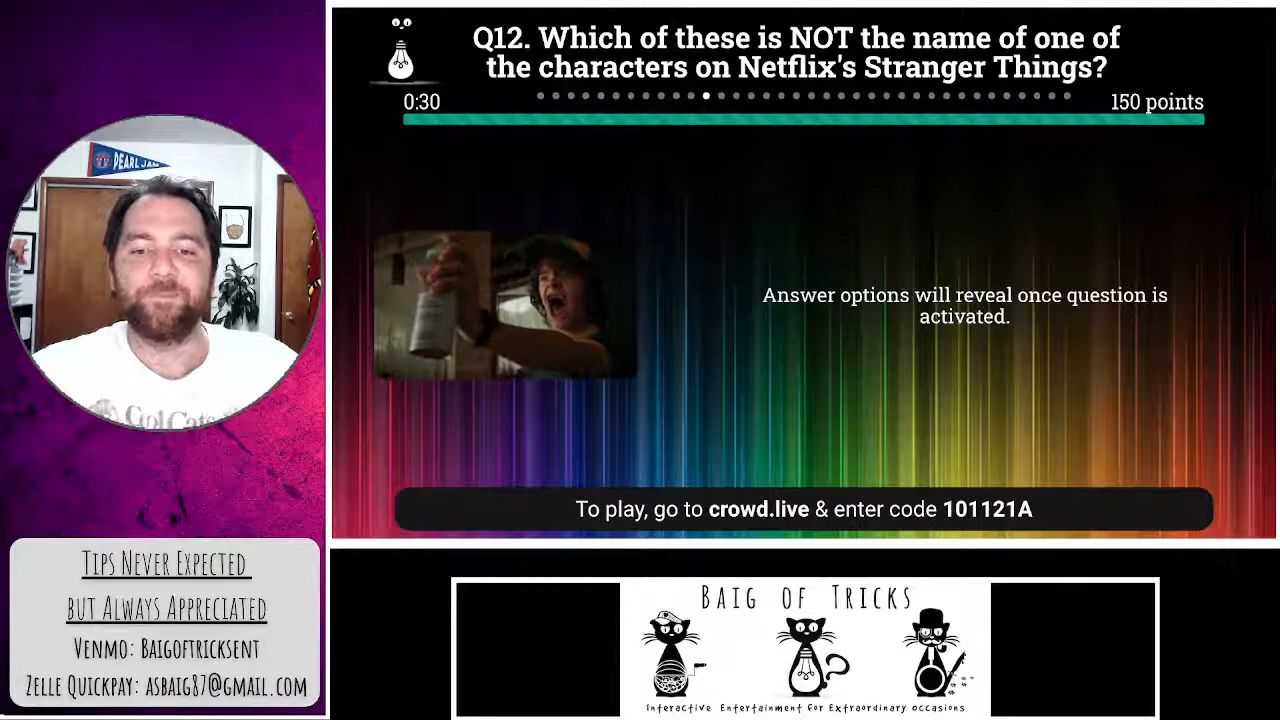 PEARL JAM
Cool Cats
TIPS NEVER EXPECTED
BUT ALWAYS APPRECIATED
VENMO: BAIGOFTRICKSENT
ZELLE QUICKPAY: ASBAIG87@GMAIL.COM
Q12. Which of these is NOT the name of one of
the characters on Netflix's Stranger Things?
0:30
150 points
Answer options will reveal once question is
activated.
To play, go to crowd.live & enter code 101121A
BAIG OF TRICKS
Interactive Entertainment for Extraordinary Occasions